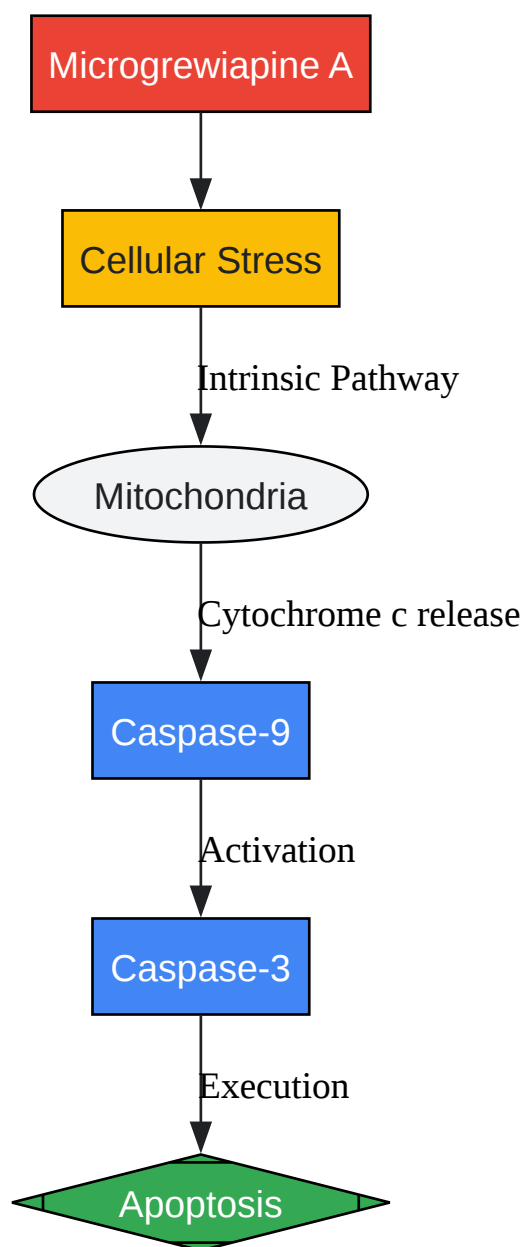 Microgrewiapine A
Cellular Stress
Intrinsic Pathway
Mitochondria
Cytochrome c release
Caspase-9
Activation
Caspase-3
Execution
Apoptosis